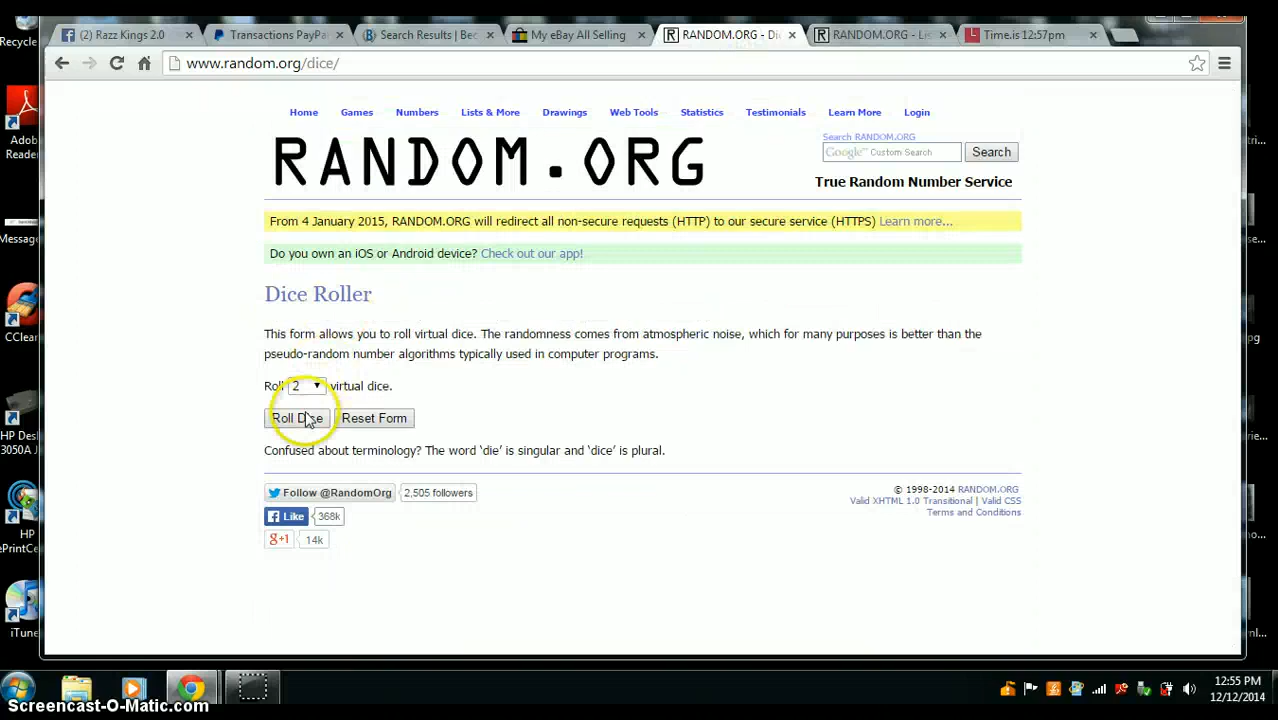 Recycle
(2) Razz Kings 2.0
Transactions PayPa
Search Results | Bec
My eBay All Selling
RANDOM.ORG - Di
RANDOM.ORG - Lis
Time.is 12:57pm
www.random.org/dice/
Home Games Numbers Lists & More Drawings Web Tools Statistics Testimonials Learn More Login
RANDOM.ORG
Search RANDOM.ORG
Google™ Custom Search
Search
True Random Number Service
From 4 January 2015, RANDOM.ORG will redirect all non-secure requests (HTTP) to our secure service (HTTPS) Learn more...
Do you own an iOS or Android device? Check out our app!
Dice Roller
This form allows you to roll virtual dice. The randomness comes from atmospheric noise, which for many purposes is better than the
pseudo-random number algorithms typically used in computer programs.
Roll 2 virtual dice.
Roll Dice Reset Form
Confused about terminology? The word ‘die’ is singular and ‘dice’ is plural.
Follow @RandomOrg 2,505 followers
Like 368k
g+1 14k
© 1998-2014 RANDOM.ORG
Valid XHTML 1.0 Transitional | Valid CSS
Terms and Conditions
Adob
Reader
Message
CClean
HP Des
3050A J
HP
ePrintCe
iTune
12:55 PM
12/12/2014
Screencast-O-Matic.com